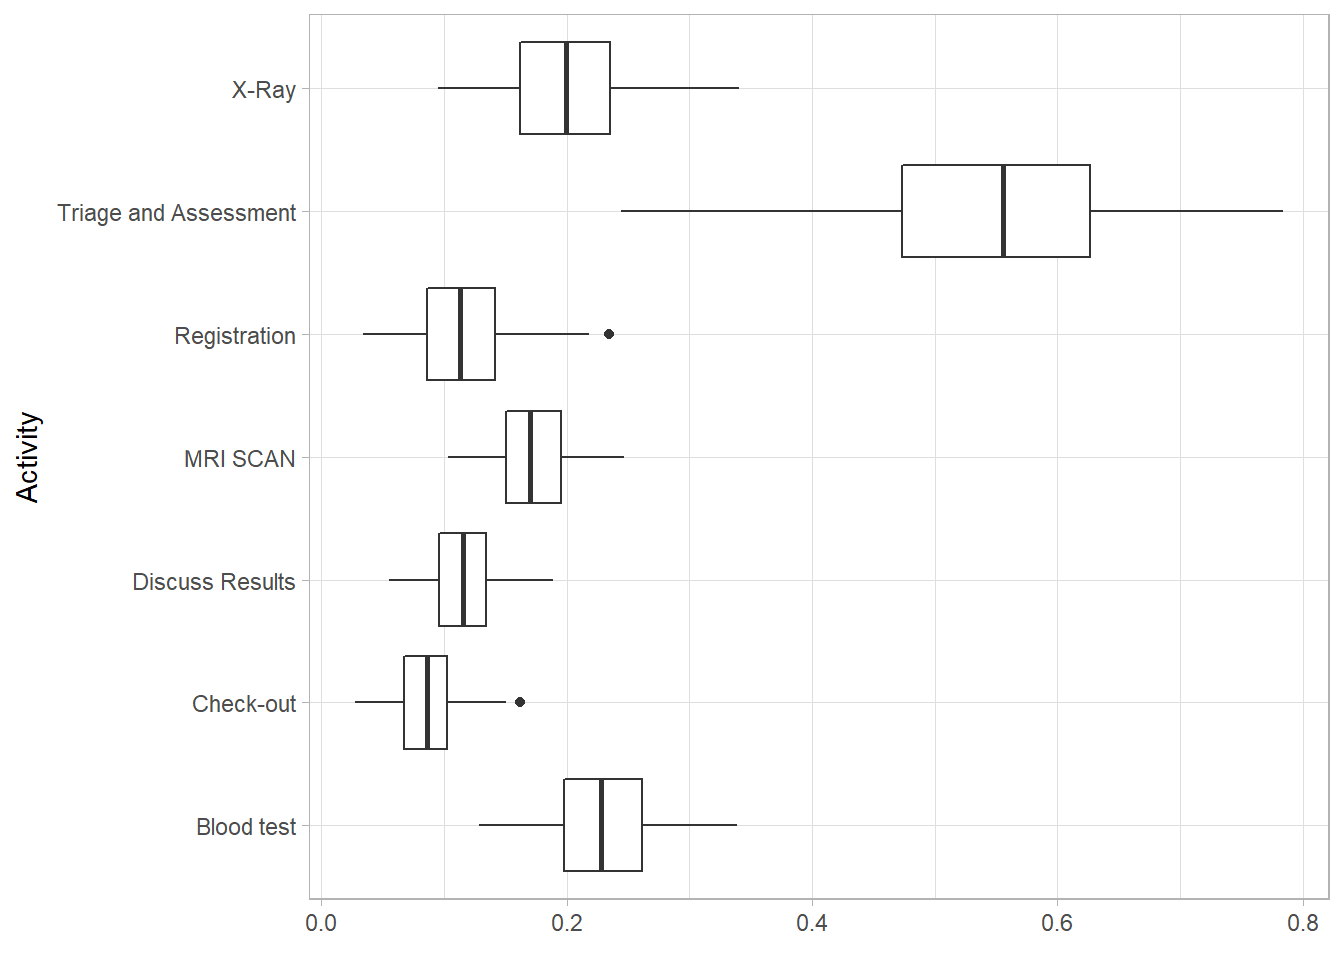 X-Ray
Triage and Assessment
Registration
MRI SCAN
Discuss Results
Check-out
Blood test
Activity
0.0 0.2 0.4 0.6 0.8